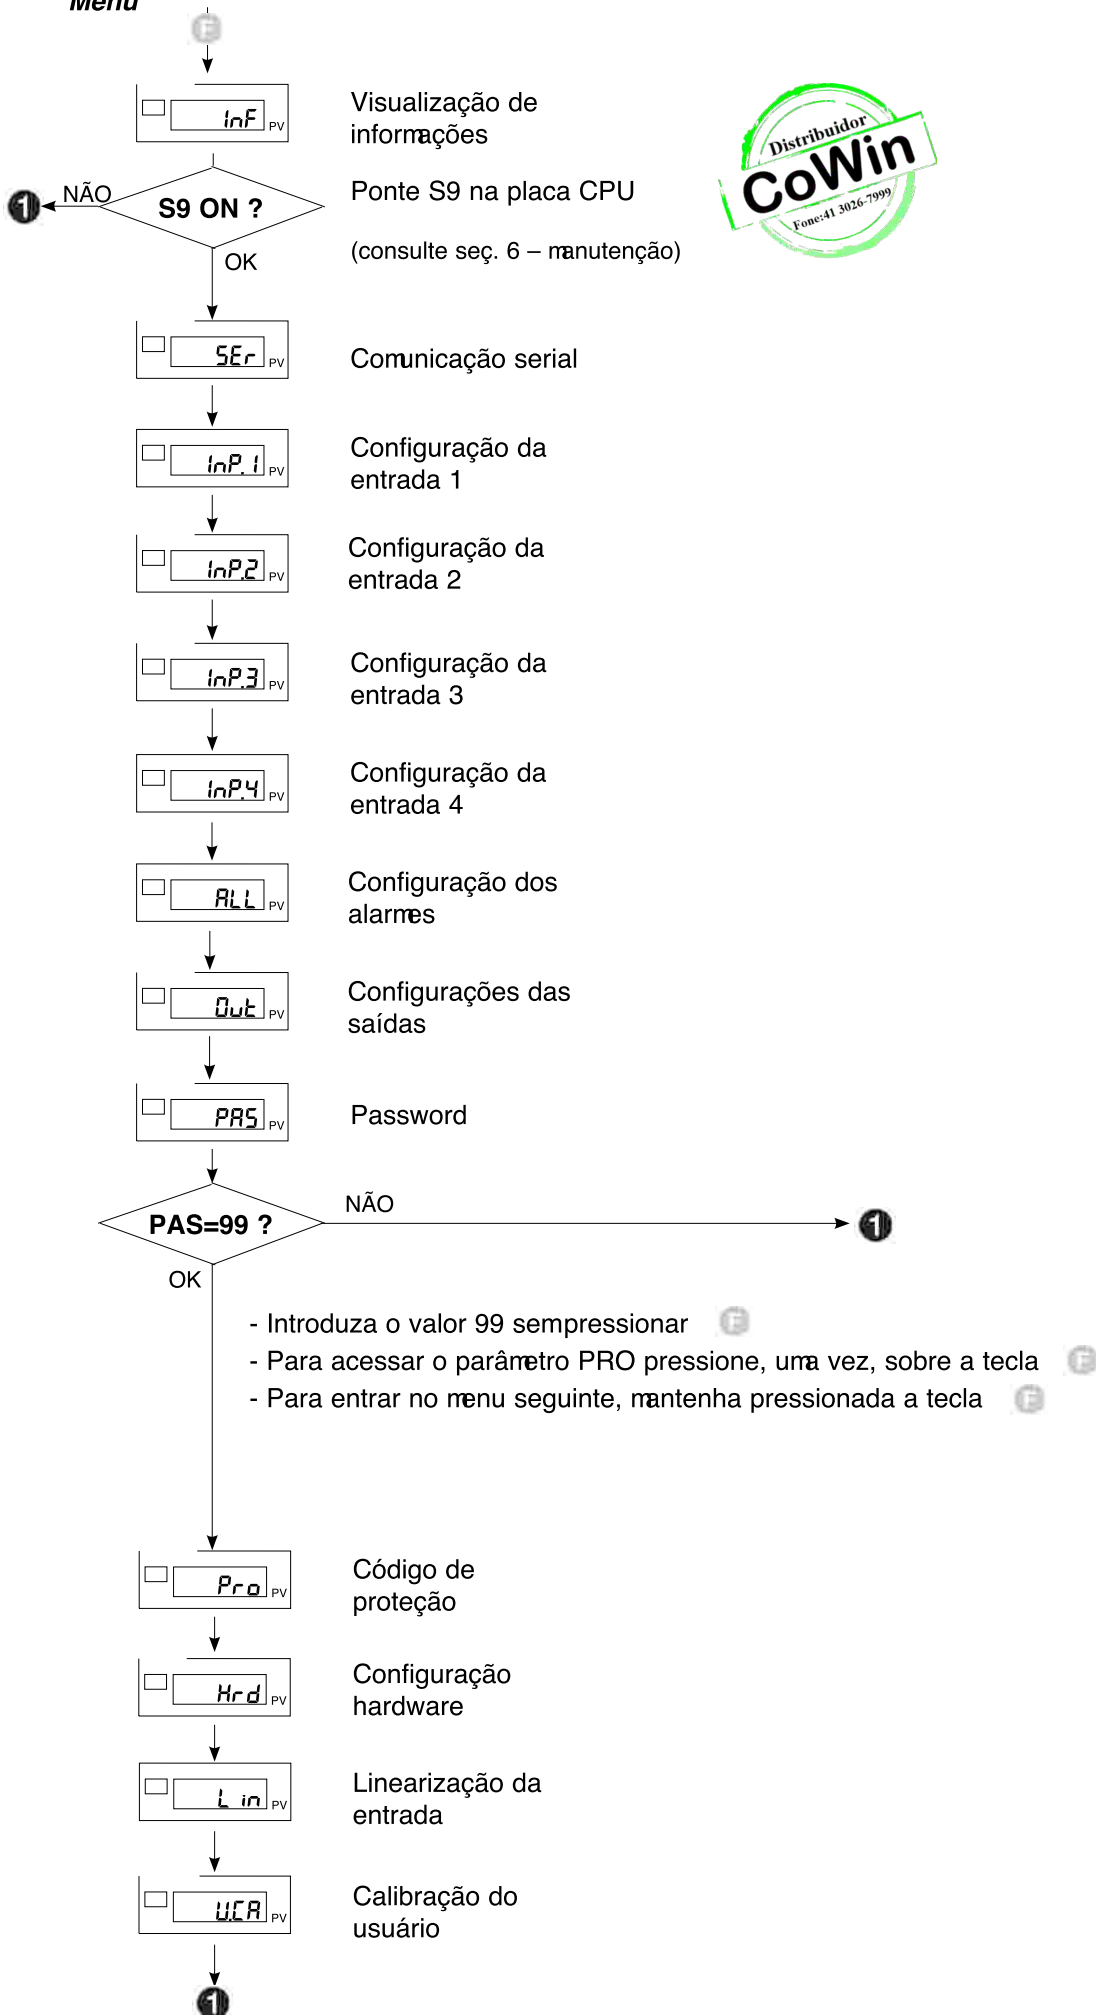 Menu
F
InF PV
Visualização de
informações
Distribuidor
CoWin
Fone:41 3026-7999
1 NÃO
S9 ON ?
Ponte S9 na placa CPU
OK
(consulte seç. 6 – manutenção)
SEr PV
Comunicação serial
InP.1 PV
Configuração da
entrada 1
InP.2 PV
Configuração da
entrada 2
InP.3 PV
Configuração da
entrada 3
InP.4 PV
Configuração da
entrada 4
ALL PV
Configuração dos
alarmes
Out PV
Configurações das
saídas
PAS PV
Password
PAS=99 ?
NÃO
1
OK
- Introduza o valor 99 sempressionar F
- Para acessar o parâmetro PRO pressione, uma vez, sobre a tecla F
- Para entrar no menu seguinte, mantenha pressionada a tecla F
Pro PV
Código de
proteção
Hrd PV
Configuração
hardware
Lin PV
Linearização da
entrada
U.CA PV
Calibração do
usuário
1